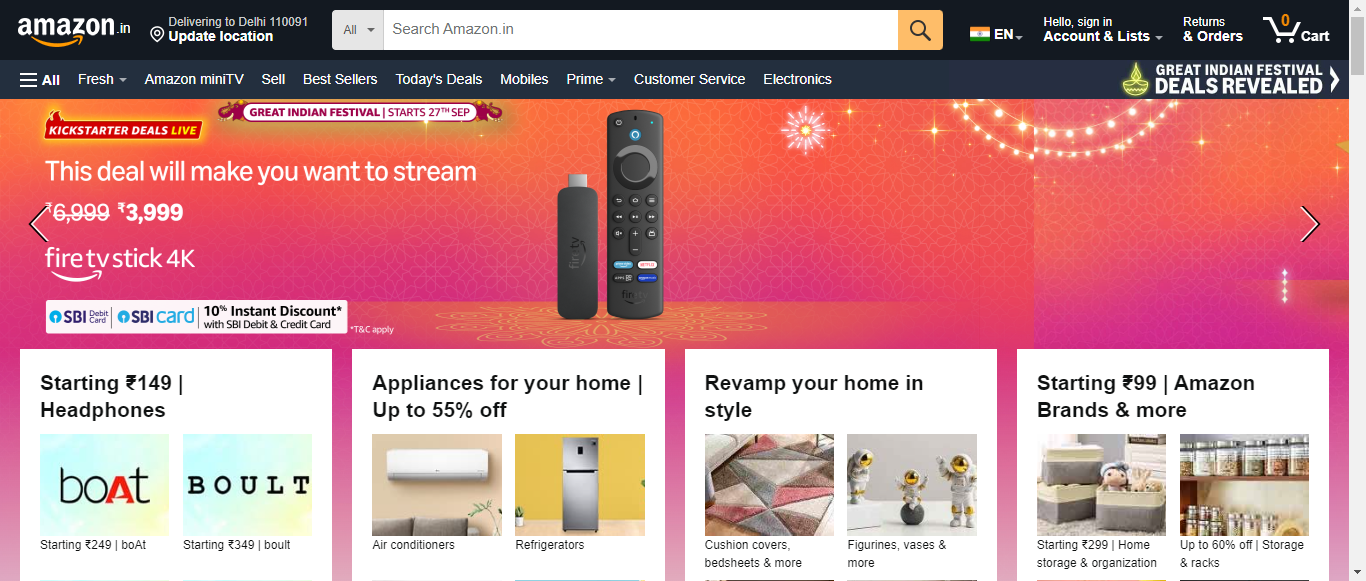 amazon.in
Delivering to Delhi 110091
Update location
All
Search Amazon.in
EN
Hello, sign in
Account & Lists
Returns
& Orders
0
Cart
All
Fresh
Amazon miniTV
Sell
Best Sellers
Today's Deals
Mobiles
Prime
Customer Service
Electronics
GREAT INDIAN FESTIVAL
DEALS REVEALED
KICKSTARTER DEALS LIVE
GREAT INDIAN FESTIVAL | STARTS 27TH SEP
This deal will make you want to stream
₹6,999 ₹3,999
fire tv stick 4K
fire tv
NETFLIX
APPS
fire tv
SBI Debit Card | SBI card | 10% Instant Discount*
with SBI Debit & Credit Card
*T&C apply
Starting ₹149 |
Headphones
boAt
BOULT
Starting ₹249 | boAt
Starting ₹349 | boult
Appliances for your home |
Up to 55% off
Air conditioners
Refrigerators
Revamp your home in
style
Cushion covers,
bedsheets & more
Figurines, vases &
more
Starting ₹99 | Amazon
Brands & more
Starting ₹299 | Home
storage & organization
Up to 60% off | Storage
& racks